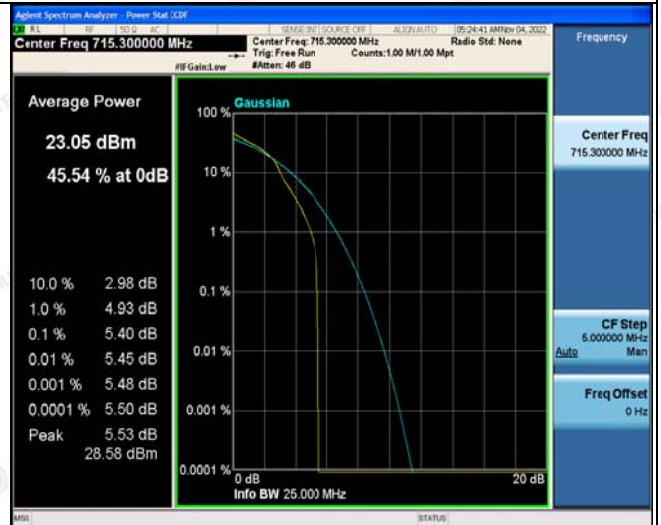 Agilent Spectrum Analyzer - Power Stat CCDF
RL RF 50 Ω AC SENSE:INT SOURCE OFF ALIGN AUTO 05:24:41 AM Nov 04, 2022
Center Freq 715.300000 MHz
Center Freq: 715.300000 MHz Radio Std: None
Trig: Free Run Counts:1.00 M/1.00 Mpt
#IFGain:Low #Atten: 46 dB
Frequency
Average Power
23.05 dBm
45.54 % at 0dB
10.0 % 2.98 dB
1.0 % 4.93 dB
0.1 % 5.40 dB
0.01 % 5.45 dB
0.001 % 5.48 dB
0.0001 % 5.50 dB
Peak 5.53 dB
28.58 dBm
Gaussian
100 %
10 %
1 %
0.1 %
0.01 %
0.001 %
0.0001 %
0 dB 20 dB
Info BW 25.000 MHz
Center Freq
715.300000 MHz
CF Step
5.000000 MHz
Auto Man
Freq Offset
0 Hz
MSG STATUS